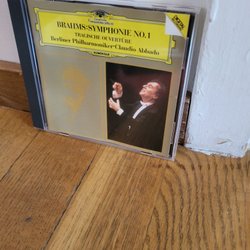 BRAHMS: SYMPHONIE NO. 1
TRAGISCHE OUVERTÜRE
Berliner Philharmoniker · Claudio Abbado